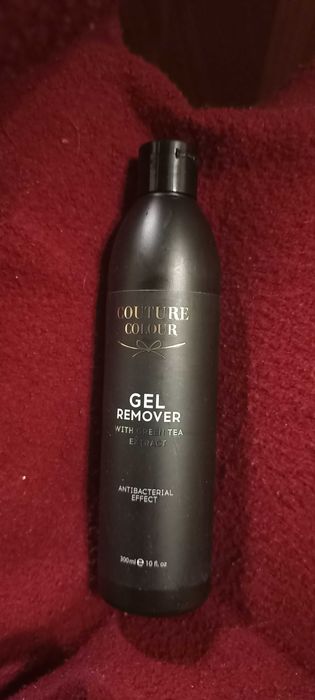 COUTURE
COLOUR
GEL
REMOVER
WITH GREEN TEA
EXTRACT
ANTIBACTERIAL
EFFECT
300ml ℮ 10 fl. oz